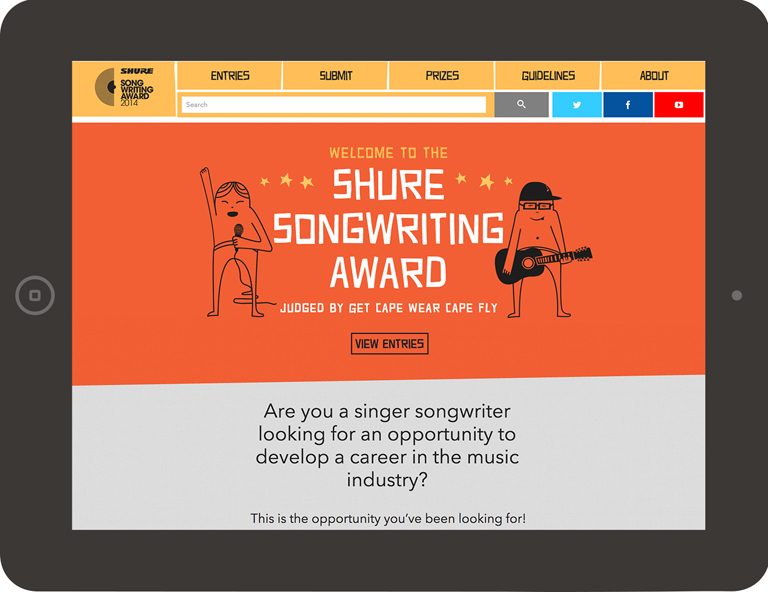 SHURE
SONG
WRITING
AWARD
2014
ENTRIES
SUBMIT
PRIZES
GUIDELINES
ABOUT
Search
WELCOME TO THE
SHURE
SONGWRITING
AWARD
JUDGED BY GET CAPE WEAR CAPE FLY
VIEW ENTRIES
Are you a singer songwriter
looking for an opportunity to
develop a career in the music
industry?
This is the opportunity you've been looking for!